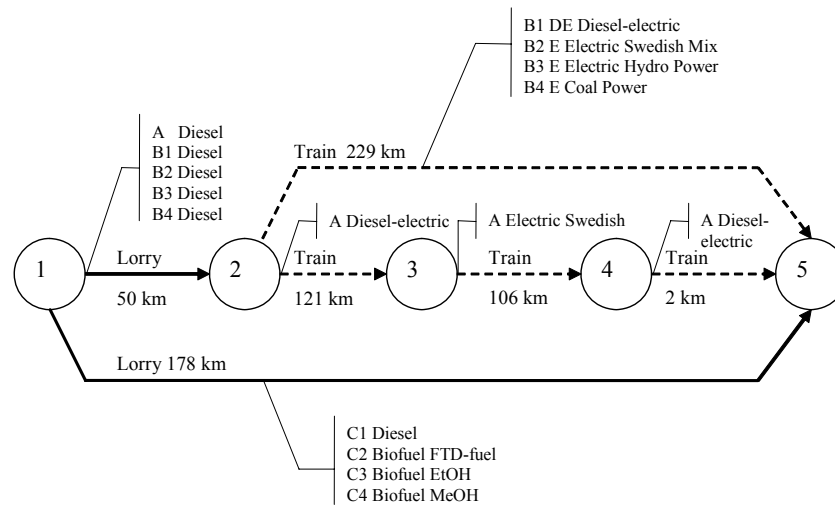 B1 DE Diesel-electric
B2 E Electric Swedish Mix
B3 E Electric Hydro Power
B4 E Coal Power
A Diesel
B1 Diesel
B2 Diesel
B3 Diesel
B4 Diesel
Train 229 km
A Diesel-electric
A Electric Swedish
A Diesel-
electric
1
Lorry
50 km
2
Train
121 km
3
Train
106 km
4
Train
2 km
5
Lorry 178 km
C1 Diesel
C2 Biofuel FTD-fuel
C3 Biofuel EtOH
C4 Biofuel MeOH